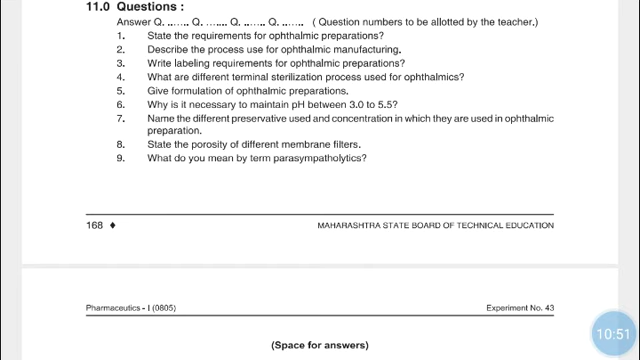 11.0 Questions :
Answer Q. ....... Q. ....... Q. ....... Q. ....... ( Question numbers to be allotted by the teacher.)
1. State the requirements for ophthalmic preparations?
2. Describe the process use for ophthalmic manufacturing.
3. Write labeling requirements for ophthalmic preparations?
4. What are different terminal sterilization process used for ophthalmics?
5. Give formulation of ophthalmic preparations.
6. Why is it necessary to maintain pH between 3.0 to 5.5?
7. Name the different preservative used and concentration in which they are used in ophthalmic
preparation.
8. State the porosity of different membrane filters.
9. What do you mean by term parasympatholytics?
168 ♦ MAHARASHTRA STATE BOARD OF TECHNICAL EDUCATION
Pharmaceutics - I (0805) Experiment No. 43
10:51
(Space for answers)